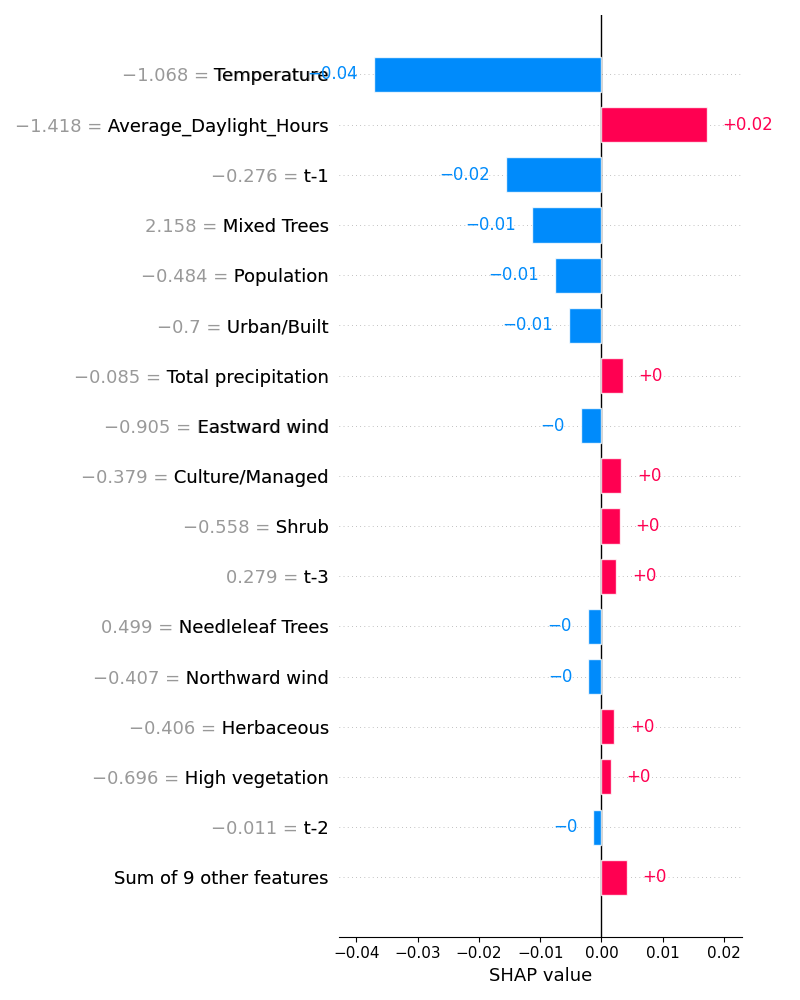 −1.068 = Temperature −0.04
−1.418 = Average_Daylight_Hours +0.02
−0.276 = t-1 −0.02
2.158 = Mixed Trees −0.01
−0.484 = Population −0.01
−0.7 = Urban/Built −0.01
−0.085 = Total precipitation +0
−0.905 = Eastward wind −0
−0.379 = Culture/Managed +0
−0.558 = Shrub +0
0.279 = t-3 +0
0.499 = Needleleaf Trees −0
−0.407 = Northward wind −0
−0.406 = Herbaceous +0
−0.696 = High vegetation +0
−0.011 = t-2 −0
Sum of 9 other features +0
−0.04 −0.03 −0.02 −0.01 0.00 0.01 0.02
SHAP value